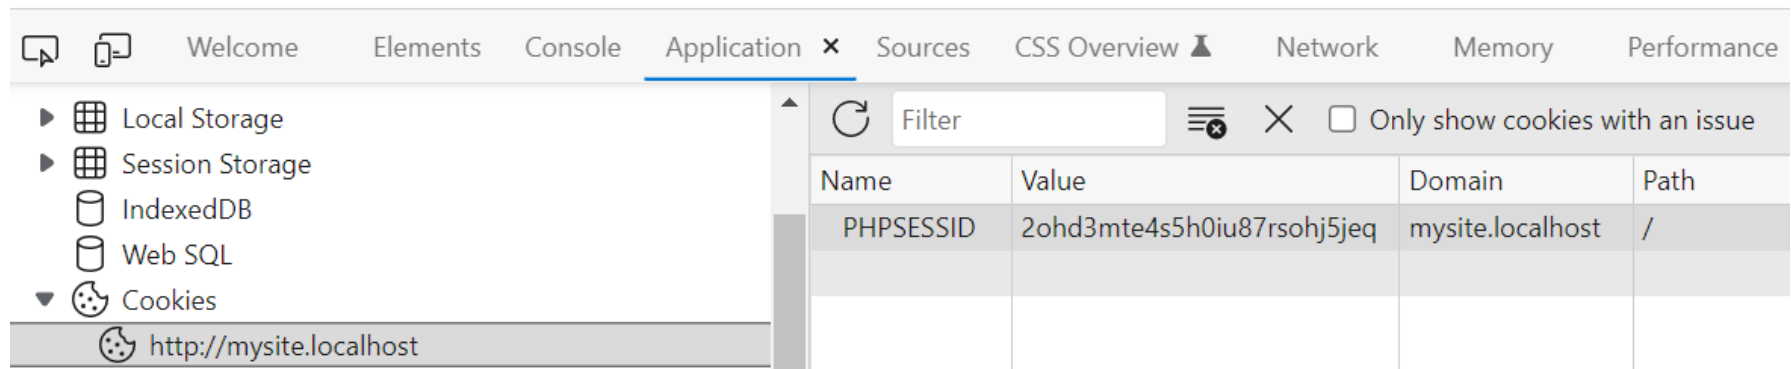 Welcome Elements Console Application × Sources CSS Overview Network Memory Performance
Local Storage
Session Storage
IndexedDB
Web SQL
Cookies
http://mysite.localhost
Filter Only show cookies with an issue
Name Value Domain Path
PHPSESSID 2ohd3mte4s5h0iu87rsohj5jeq mysite.localhost /